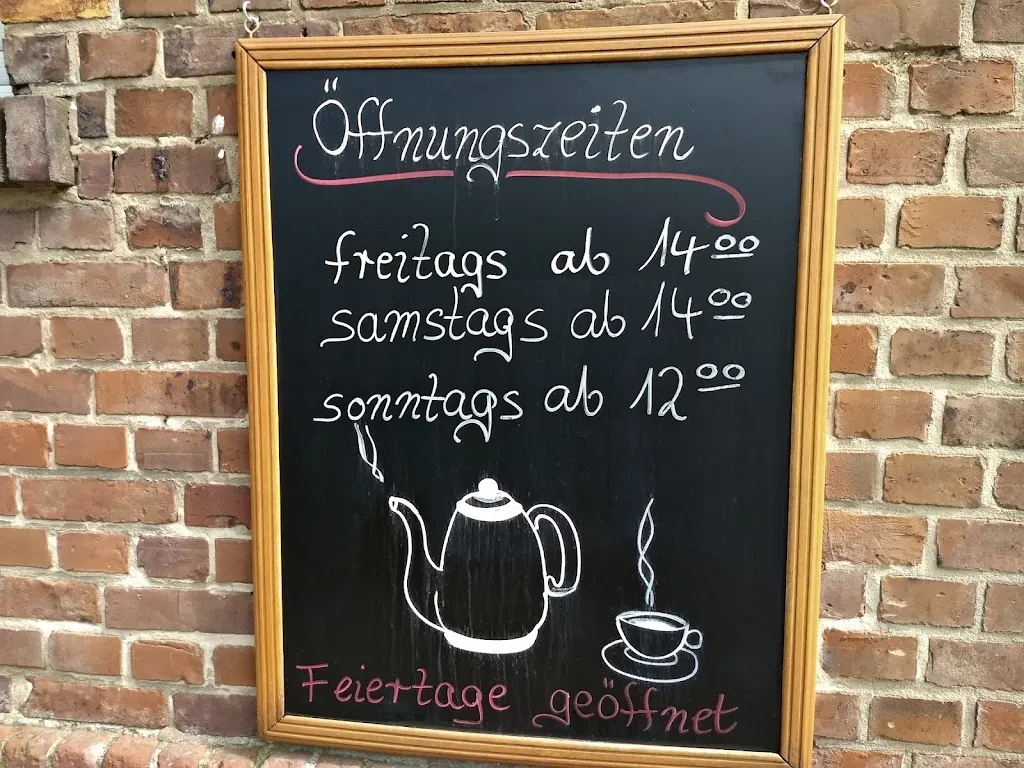 Öffnungszeiten
freitags ab 14⁰⁰
samstags ab 14⁰⁰
sonntags ab 12⁰⁰
Feiertage geöffnet